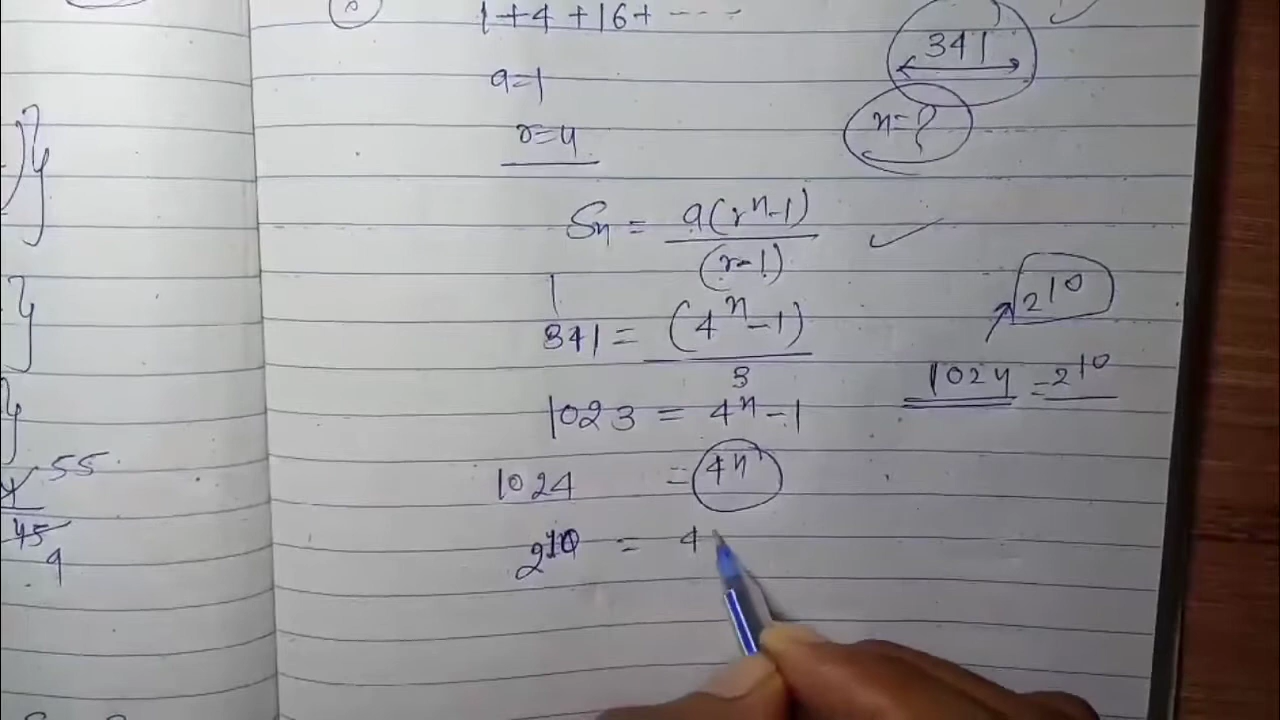 1+4+16+ ----
341
a=1
n=?
r=4
Sn = a(r^n-1)
(r-1)
2^10
341 = (4^n-1)
3
1024 = 2^10
1023 = 4^n-1
1024 = 4^n
2^10 = 4
y
y
y
55
45
9